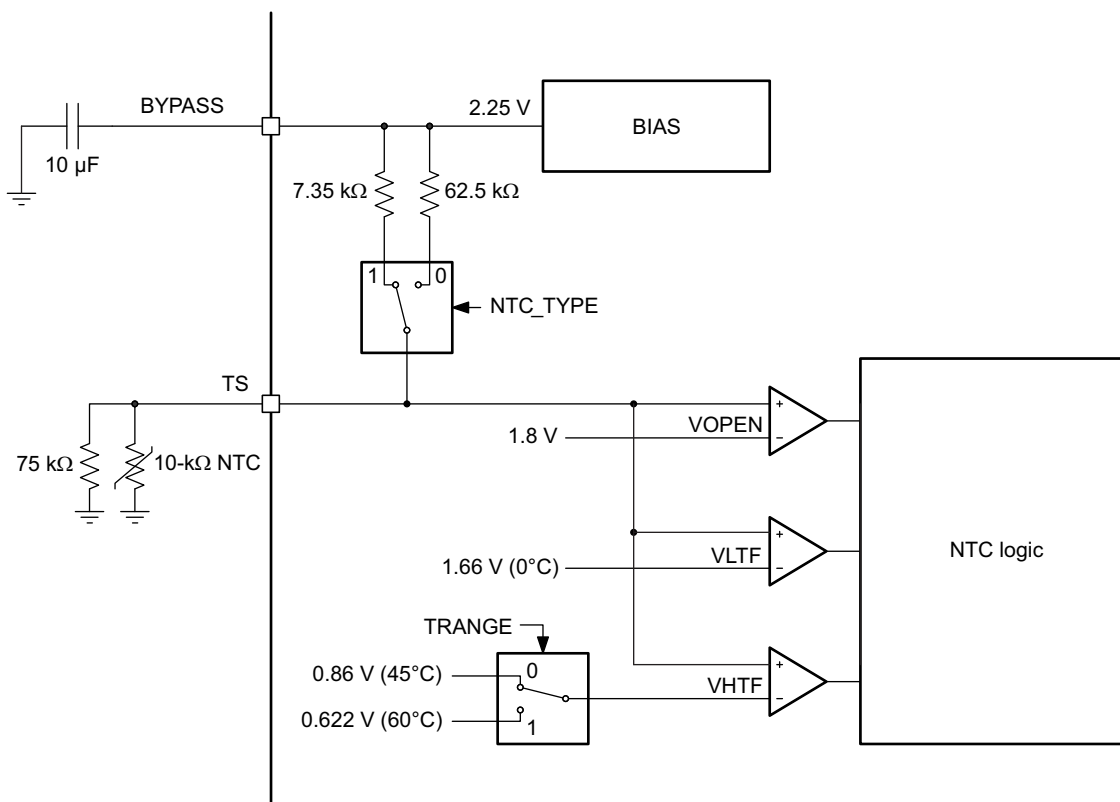 BYPASS
2.25 V
BIAS
10 µF
7.35 kΩ
62.5 kΩ
1
0
NTC_TYPE
TS
VOPEN
1.8 V
75 kΩ
10-kΩ NTC
VLTF
1.66 V (0°C)
NTC logic
TRANGE
0.86 V (45°C)
0
VHTF
0.622 V (60°C)
1
+
−
+
−
+
−